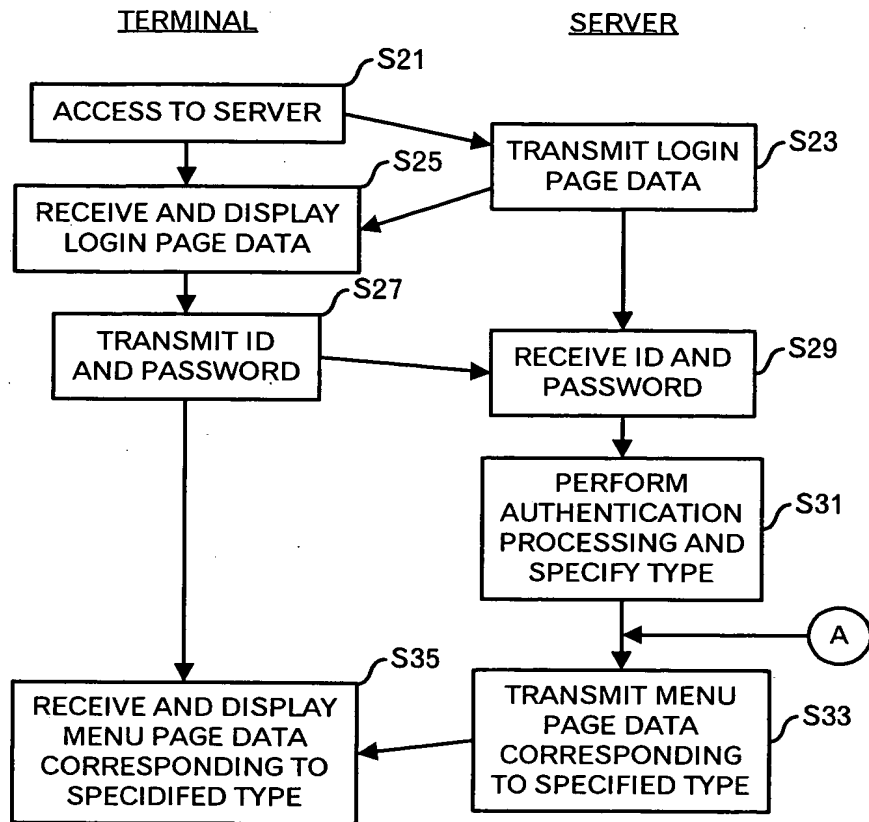 TERMINAL
SERVER
S21
ACCESS TO SERVER
S23
TRANSMIT LOGIN
PAGE DATA
S25
RECEIVE AND DISPLAY
LOGIN PAGE DATA
S27
TRANSMIT ID
AND PASSWORD
S29
RECEIVE ID AND
PASSWORD
S31
PERFORM
AUTHENTICATION
PROCESSING AND
SPECIFY TYPE
A
S33
TRANSMIT MENU
PAGE DATA
CORRESPONDING
TO SPECIFIED TYPE
S35
RECEIVE AND DISPLAY
MENU PAGE DATA
CORRESPONDING TO
SPECIDIFED TYPE